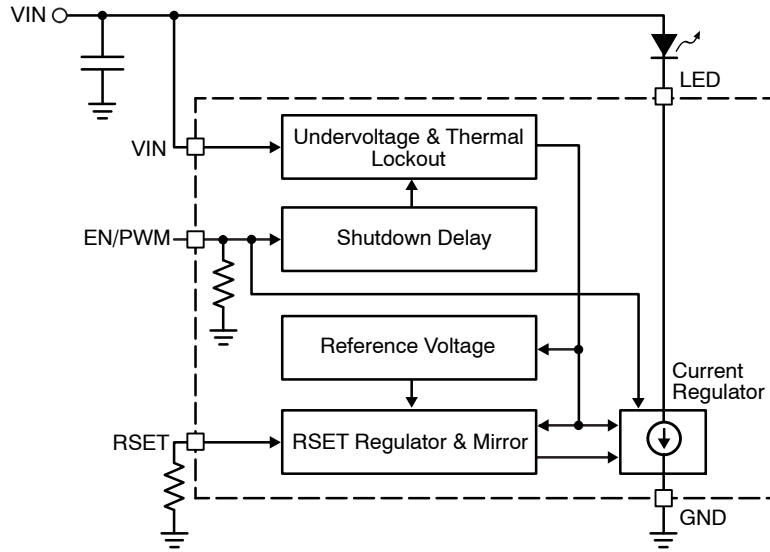 VIN
LED
VIN
Undervoltage & Thermal
Lockout
EN/PWM
Shutdown Delay
Reference Voltage
Current
Regulator
RSET
RSET Regulator & Mirror
GND